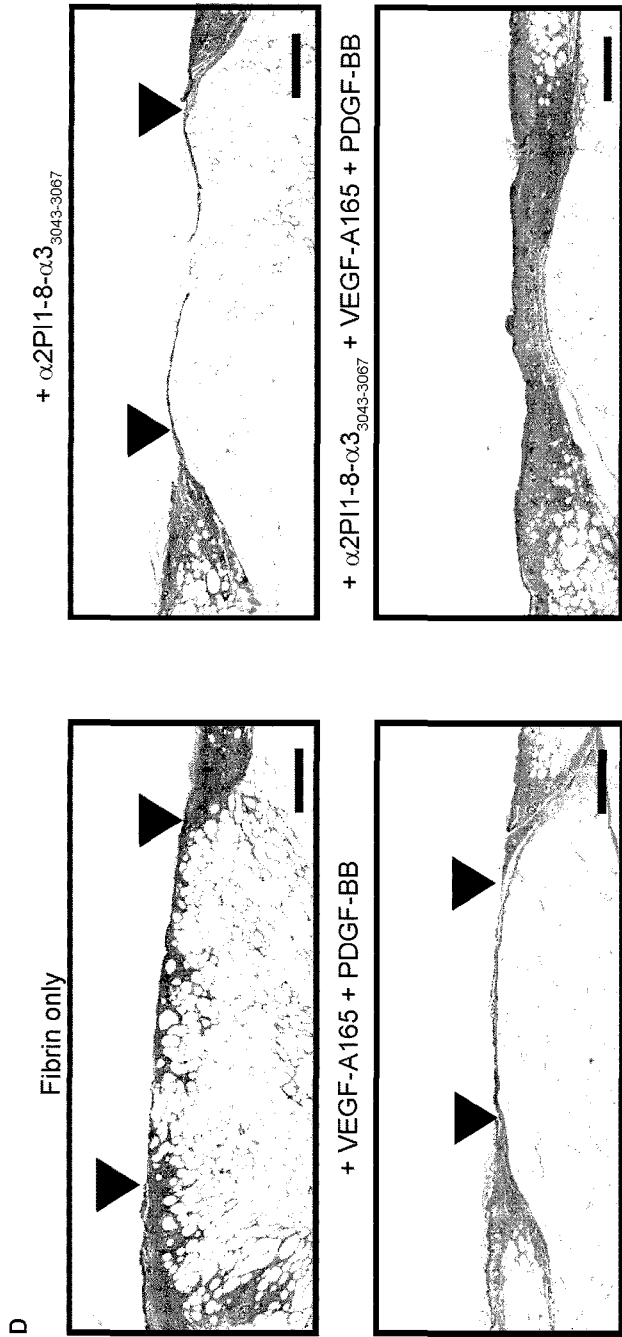 D
Fibrin only
+ α2PI1-8-α3₃₀₄₃₋₃₀₆₇
+ VEGF-A165 + PDGF-BB
+ α2PI1-8-α3₃₀₄₃₋₃₀₆₇ + VEGF-A165 + PDGF-BB